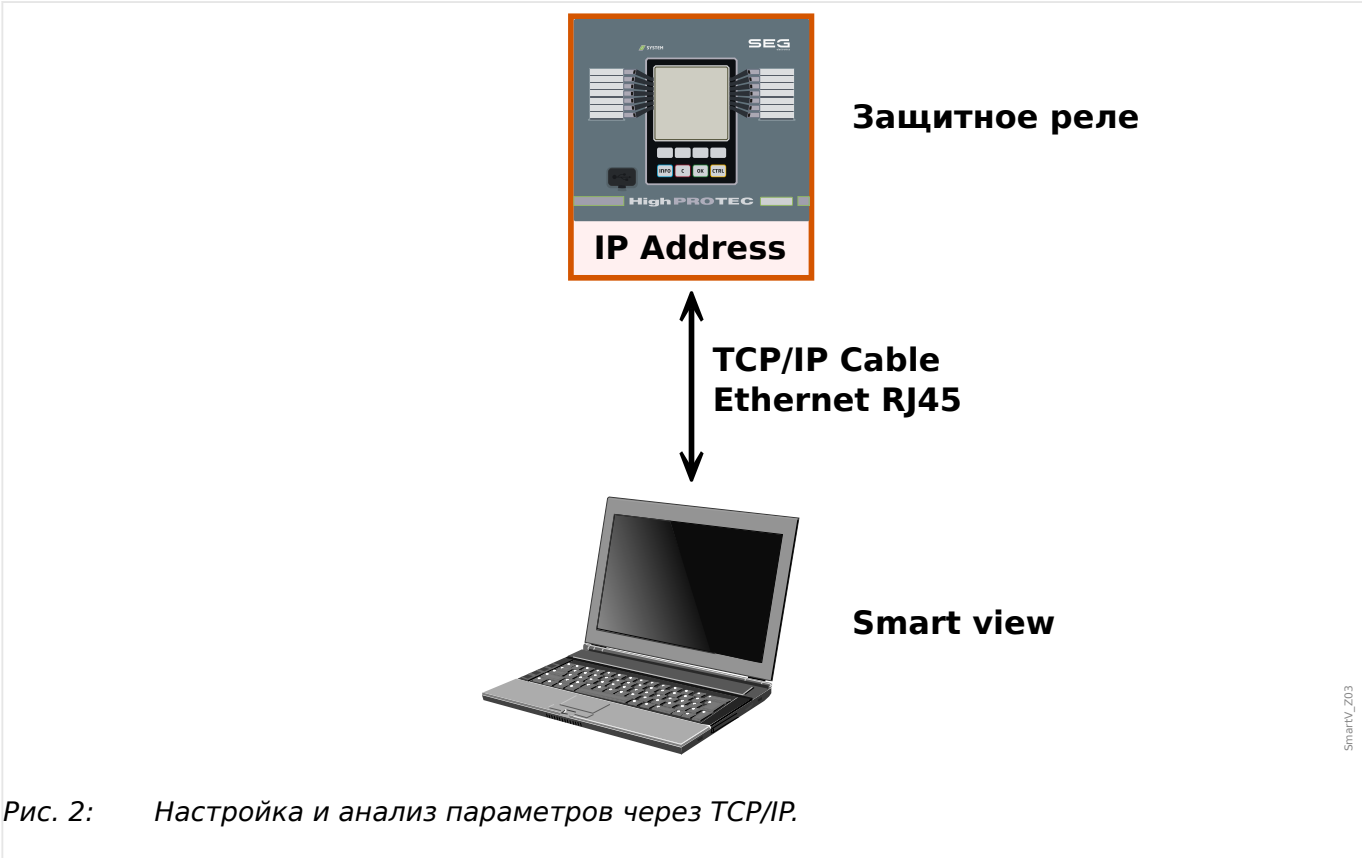 SYSTEM
SEG
INFO C OK CTRL
HighPROTEC
IP Address
Защитное реле
TCP/IP Cable
Ethernet RJ45
Smart view
SmartV_Z03
Рис. 2: Настройка и анализ параметров через TCP/IP.